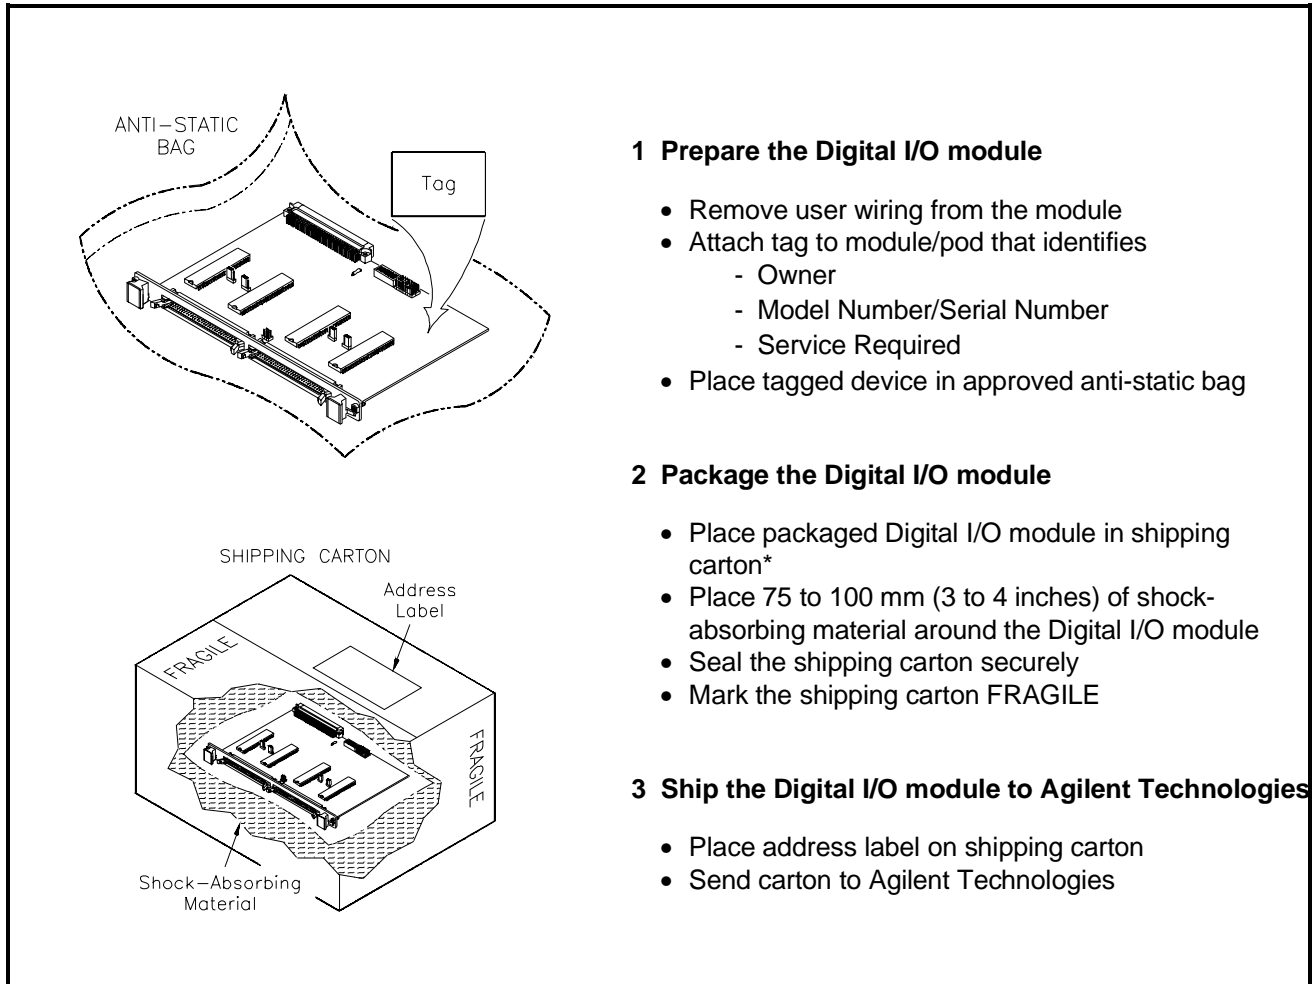 ANTI-STATIC
BAG
Tag
1 Prepare the Digital I/O module
• Remove user wiring from the module
• Attach tag to module/pod that identifies
- Owner
- Model Number/Serial Number
- Service Required
• Place tagged device in approved anti-static bag
2 Package the Digital I/O module
• Place packaged Digital I/O module in shipping
carton*
• Place 75 to 100 mm (3 to 4 inches) of shock-
absorbing material around the Digital I/O module
• Seal the shipping carton securely
• Mark the shipping carton FRAGILE
SHIPPING CARTON
Address
Label
FRAGILE
FRAGILE
Shock-Absorbing
Material
3 Ship the Digital I/O module to Agilent Technologies
• Place address label on shipping carton
• Send carton to Agilent Technologies